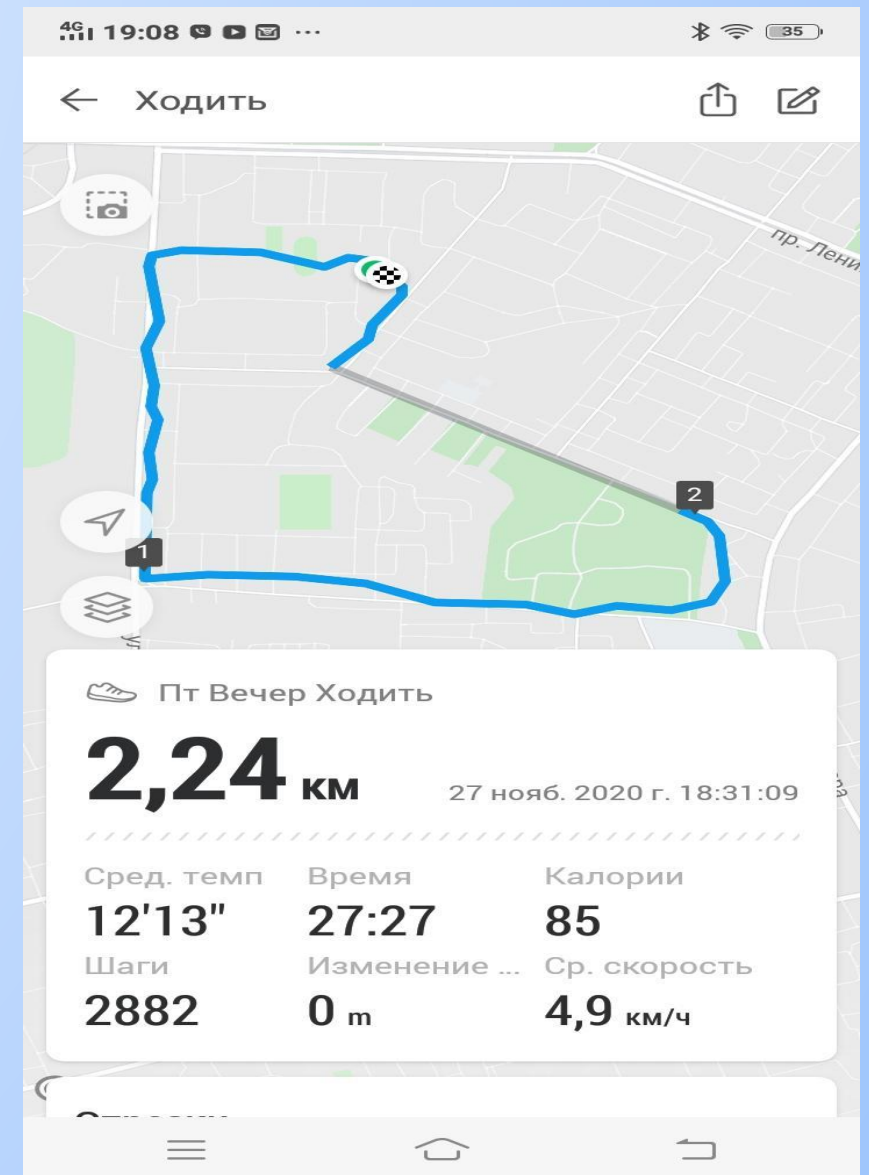 4G 19:08 35
Ходить
пр. Лени
2
1
ул
Пт Вечер Ходить
2,24 км
27 нояб. 2020 г. 18:31:09
Сред. темп Время Калории
12'13" 27:27 85
Шаги Изменение ... Ср. скорость
2882 0 m 4,9 км/ч